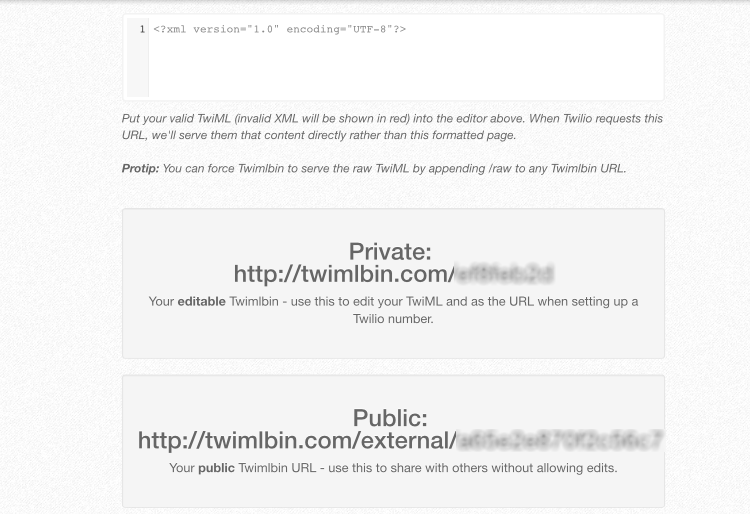 1 <?xml version="1.0" encoding="UTF-8"?>
Put your valid TwiML (invalid XML will be shown in red) into the editor above. When Twilio requests this
URL, we'll serve them that content directly rather than this formatted page.
Protip: You can force Twimlbin to serve the raw TwiML by appending /raw to any Twimlbin URL.
Private:
http://twimlbin.com/
Your editable Twimlbin - use this to edit your TwiML and as the URL when setting up a
Twilio number.
Public:
http://twimlbin.com/external/
Your public Twimlbin URL - use this to share with others without allowing edits.